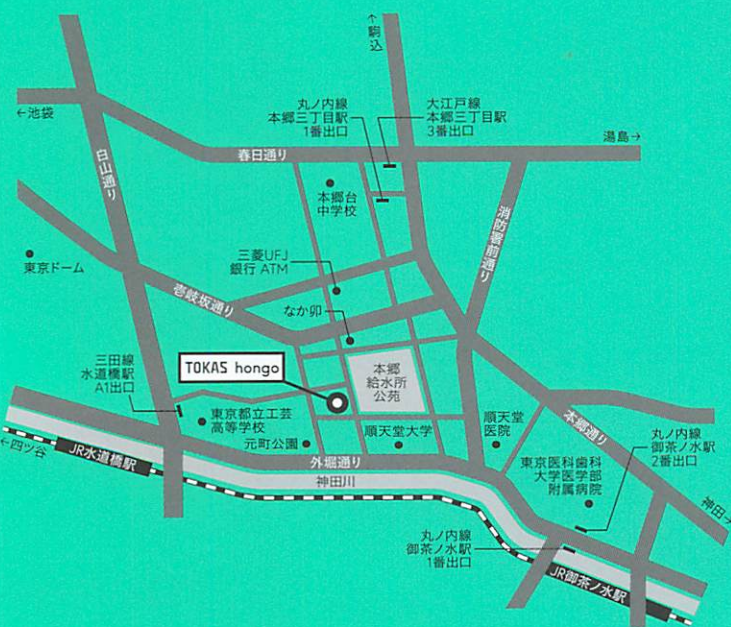 ↑駒込
←池袋
丸ノ内線
本郷三丁目駅
1番出口
大江戸線
本郷三丁目駅
3番出口
湯島→
春日通り
白山通り
本郷台
中学校
消防署前通り
東京ドーム
三菱UFJ
銀行 ATM
壱岐坂通り
なか卯
三田線
水道橋駅
A1出口
TOKAS hongo
本郷
給水所
公苑
東京都立工芸
高等学校
元町公園
順天堂大学
順天堂
医院
本郷通り
丸ノ内線
御茶ノ水駅
2番出口
←四ツ谷
JR水道橋駅
外堀通り
神田川
東京医科歯科
大学医学部
附属病院
神田→
丸ノ内線
御茶ノ水駅
1番出口
JR御茶ノ水駅